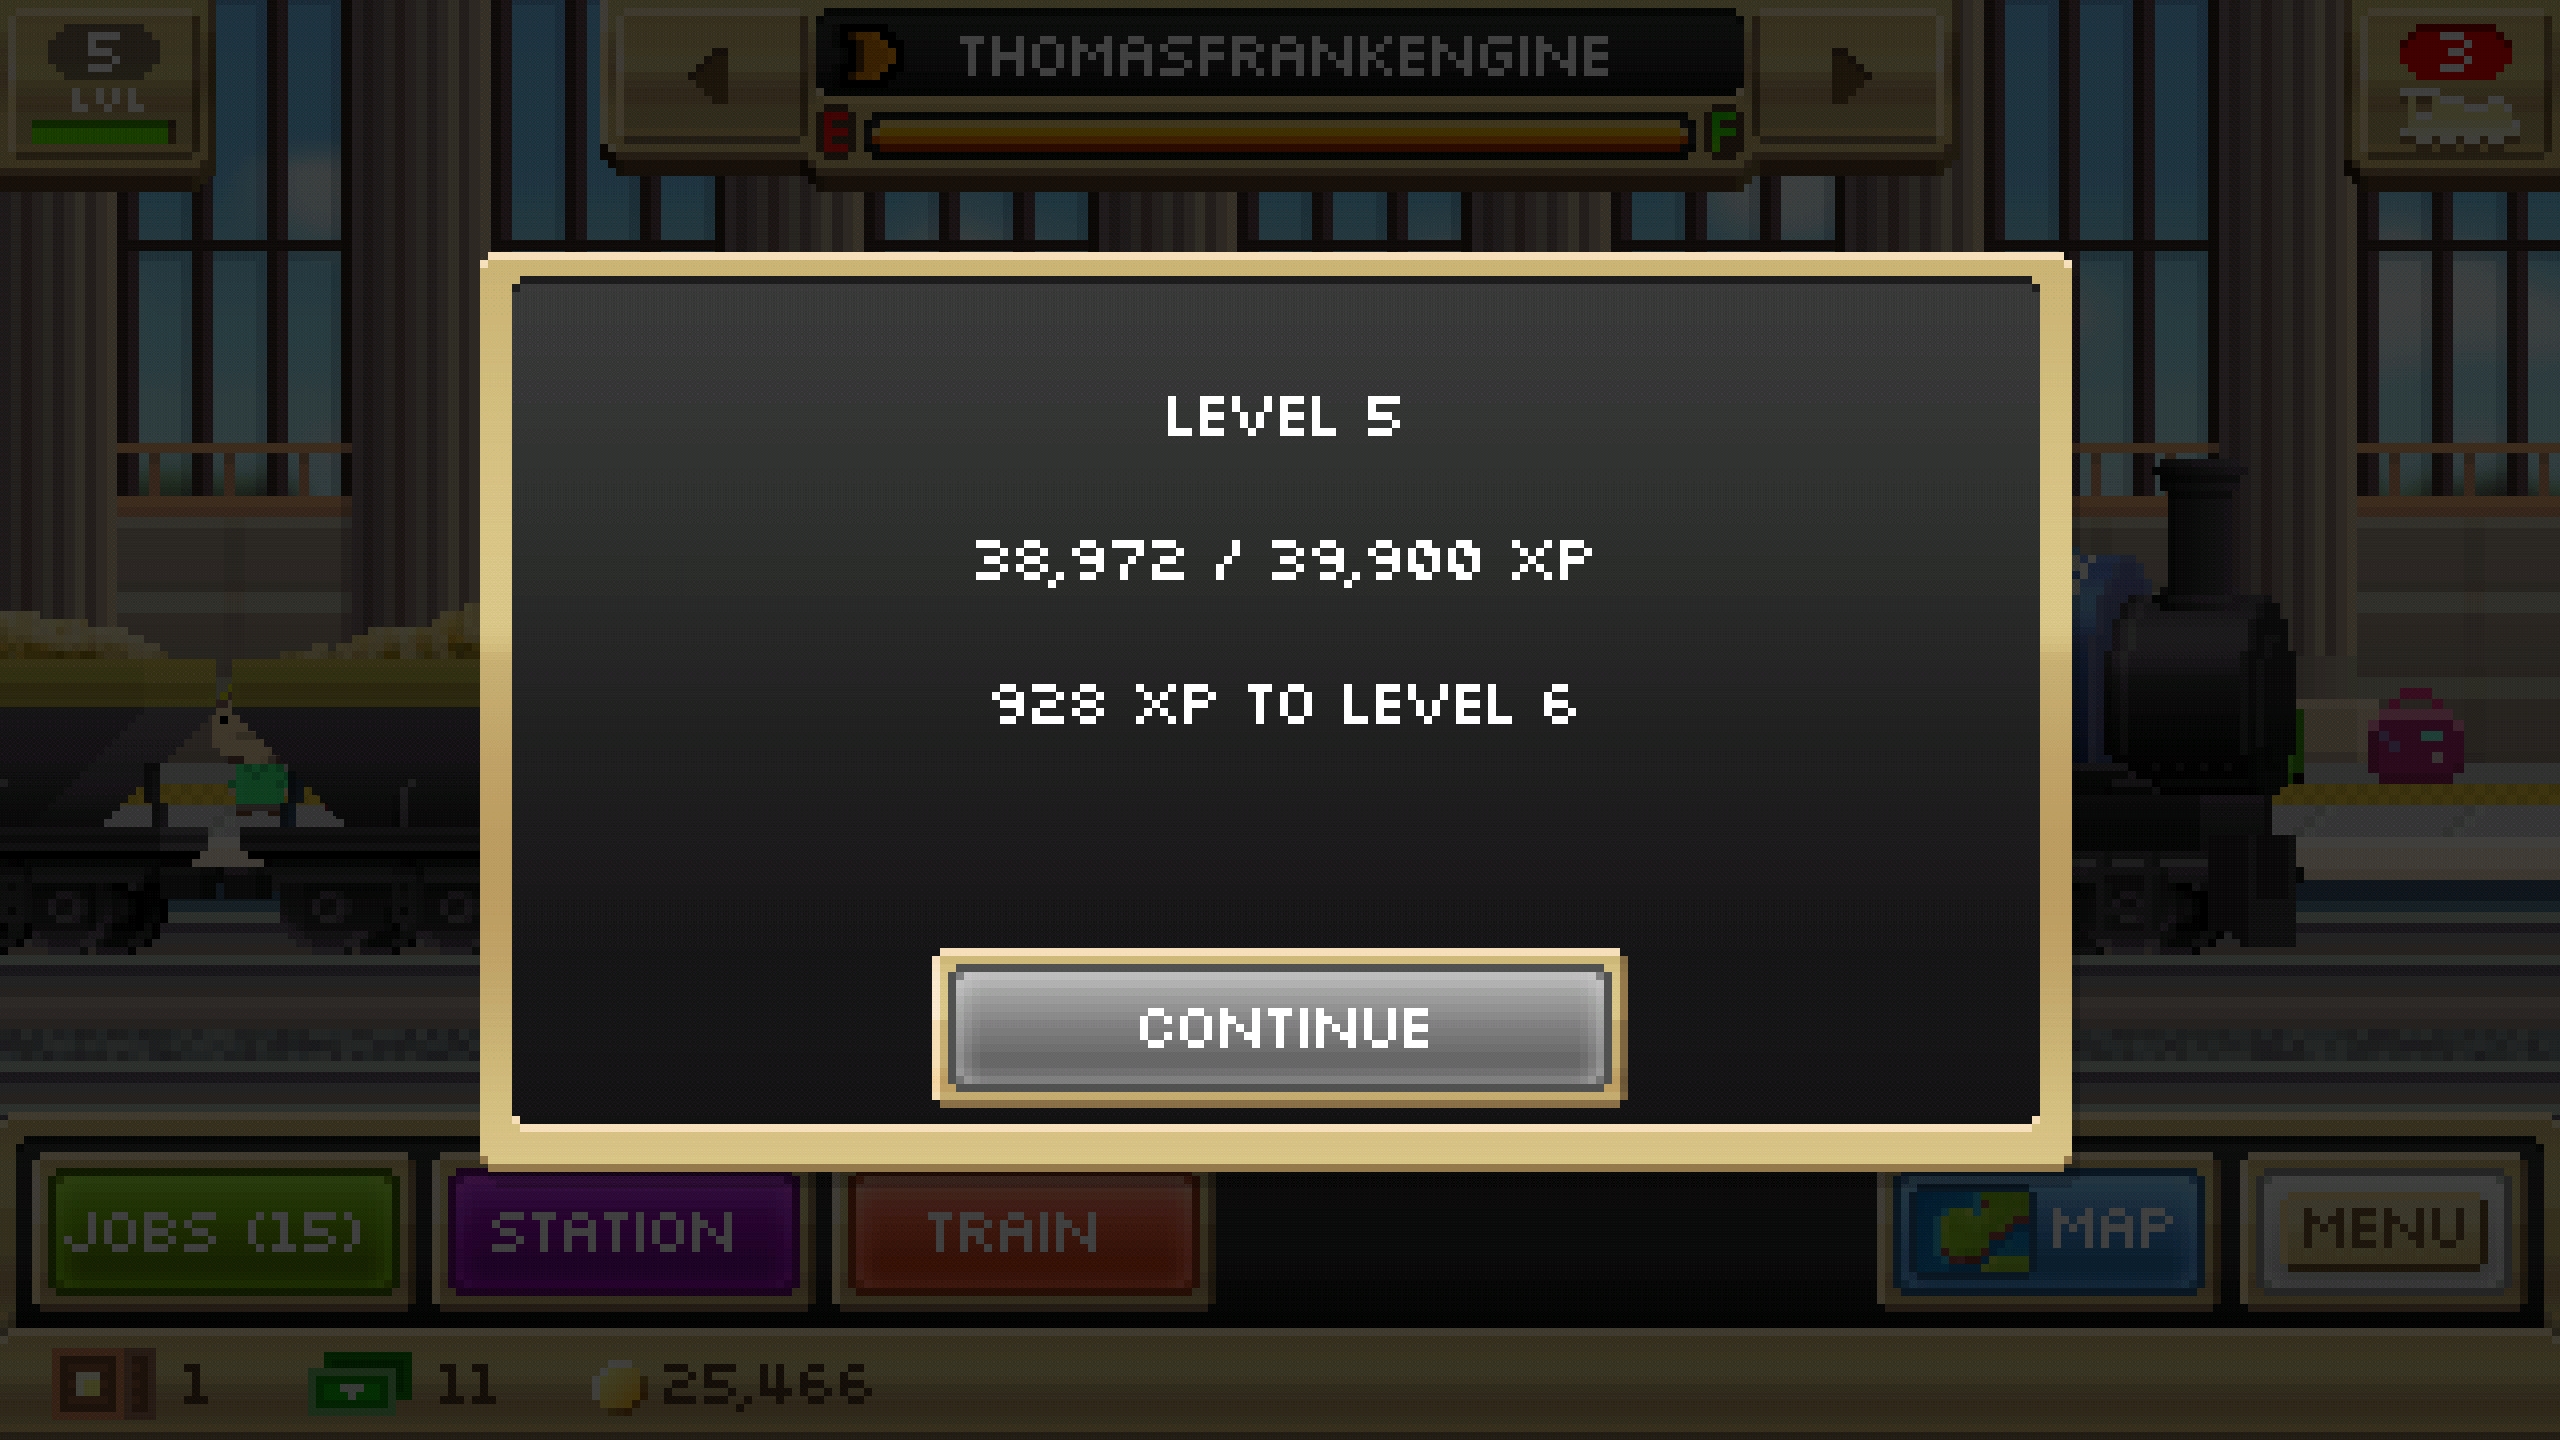 5
LVL
THOMASFRANKENGINE
E F
3
LEVEL 5
38,972 / 39,900 XP
928 XP TO LEVEL 6
CONTINUE
JOBS (15)
STATION
TRAIN
MAP
MENU
1
11
25,466